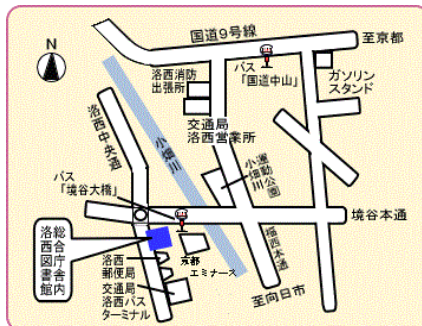 国道9号線
至京都
N
バス
「国道中山」
ガソリン
スタンド
洛西消防
出張所
交通局
洛西営業所
洛西中央通
小畑川
小畑川
運動公園
バス
「境谷大橋」
境谷本通
福西本通
洛西
総合庁舎内
図書館
洛西
郵便局
京都
エミナース
交通局
洛西バス
ターミナル
至向日市